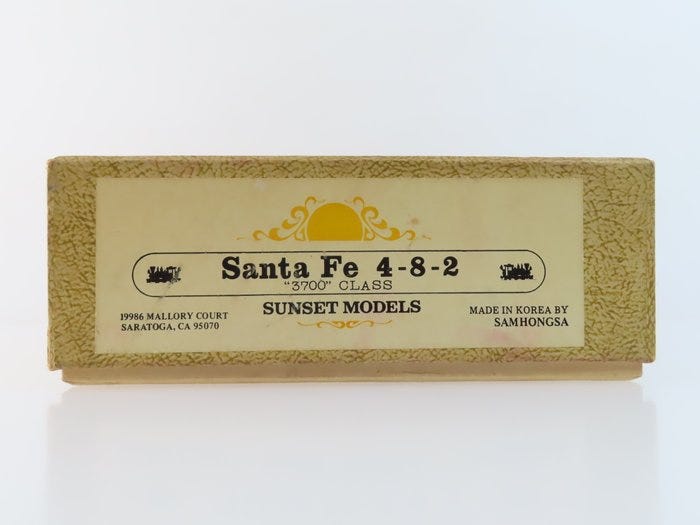 Santa Fe 4-8-2
"3700" CLASS
SUNSET MODELS
19986 MALLORY COURT
SARATOGA, CA 95070
MADE IN KOREA BY
SAMHONGSA